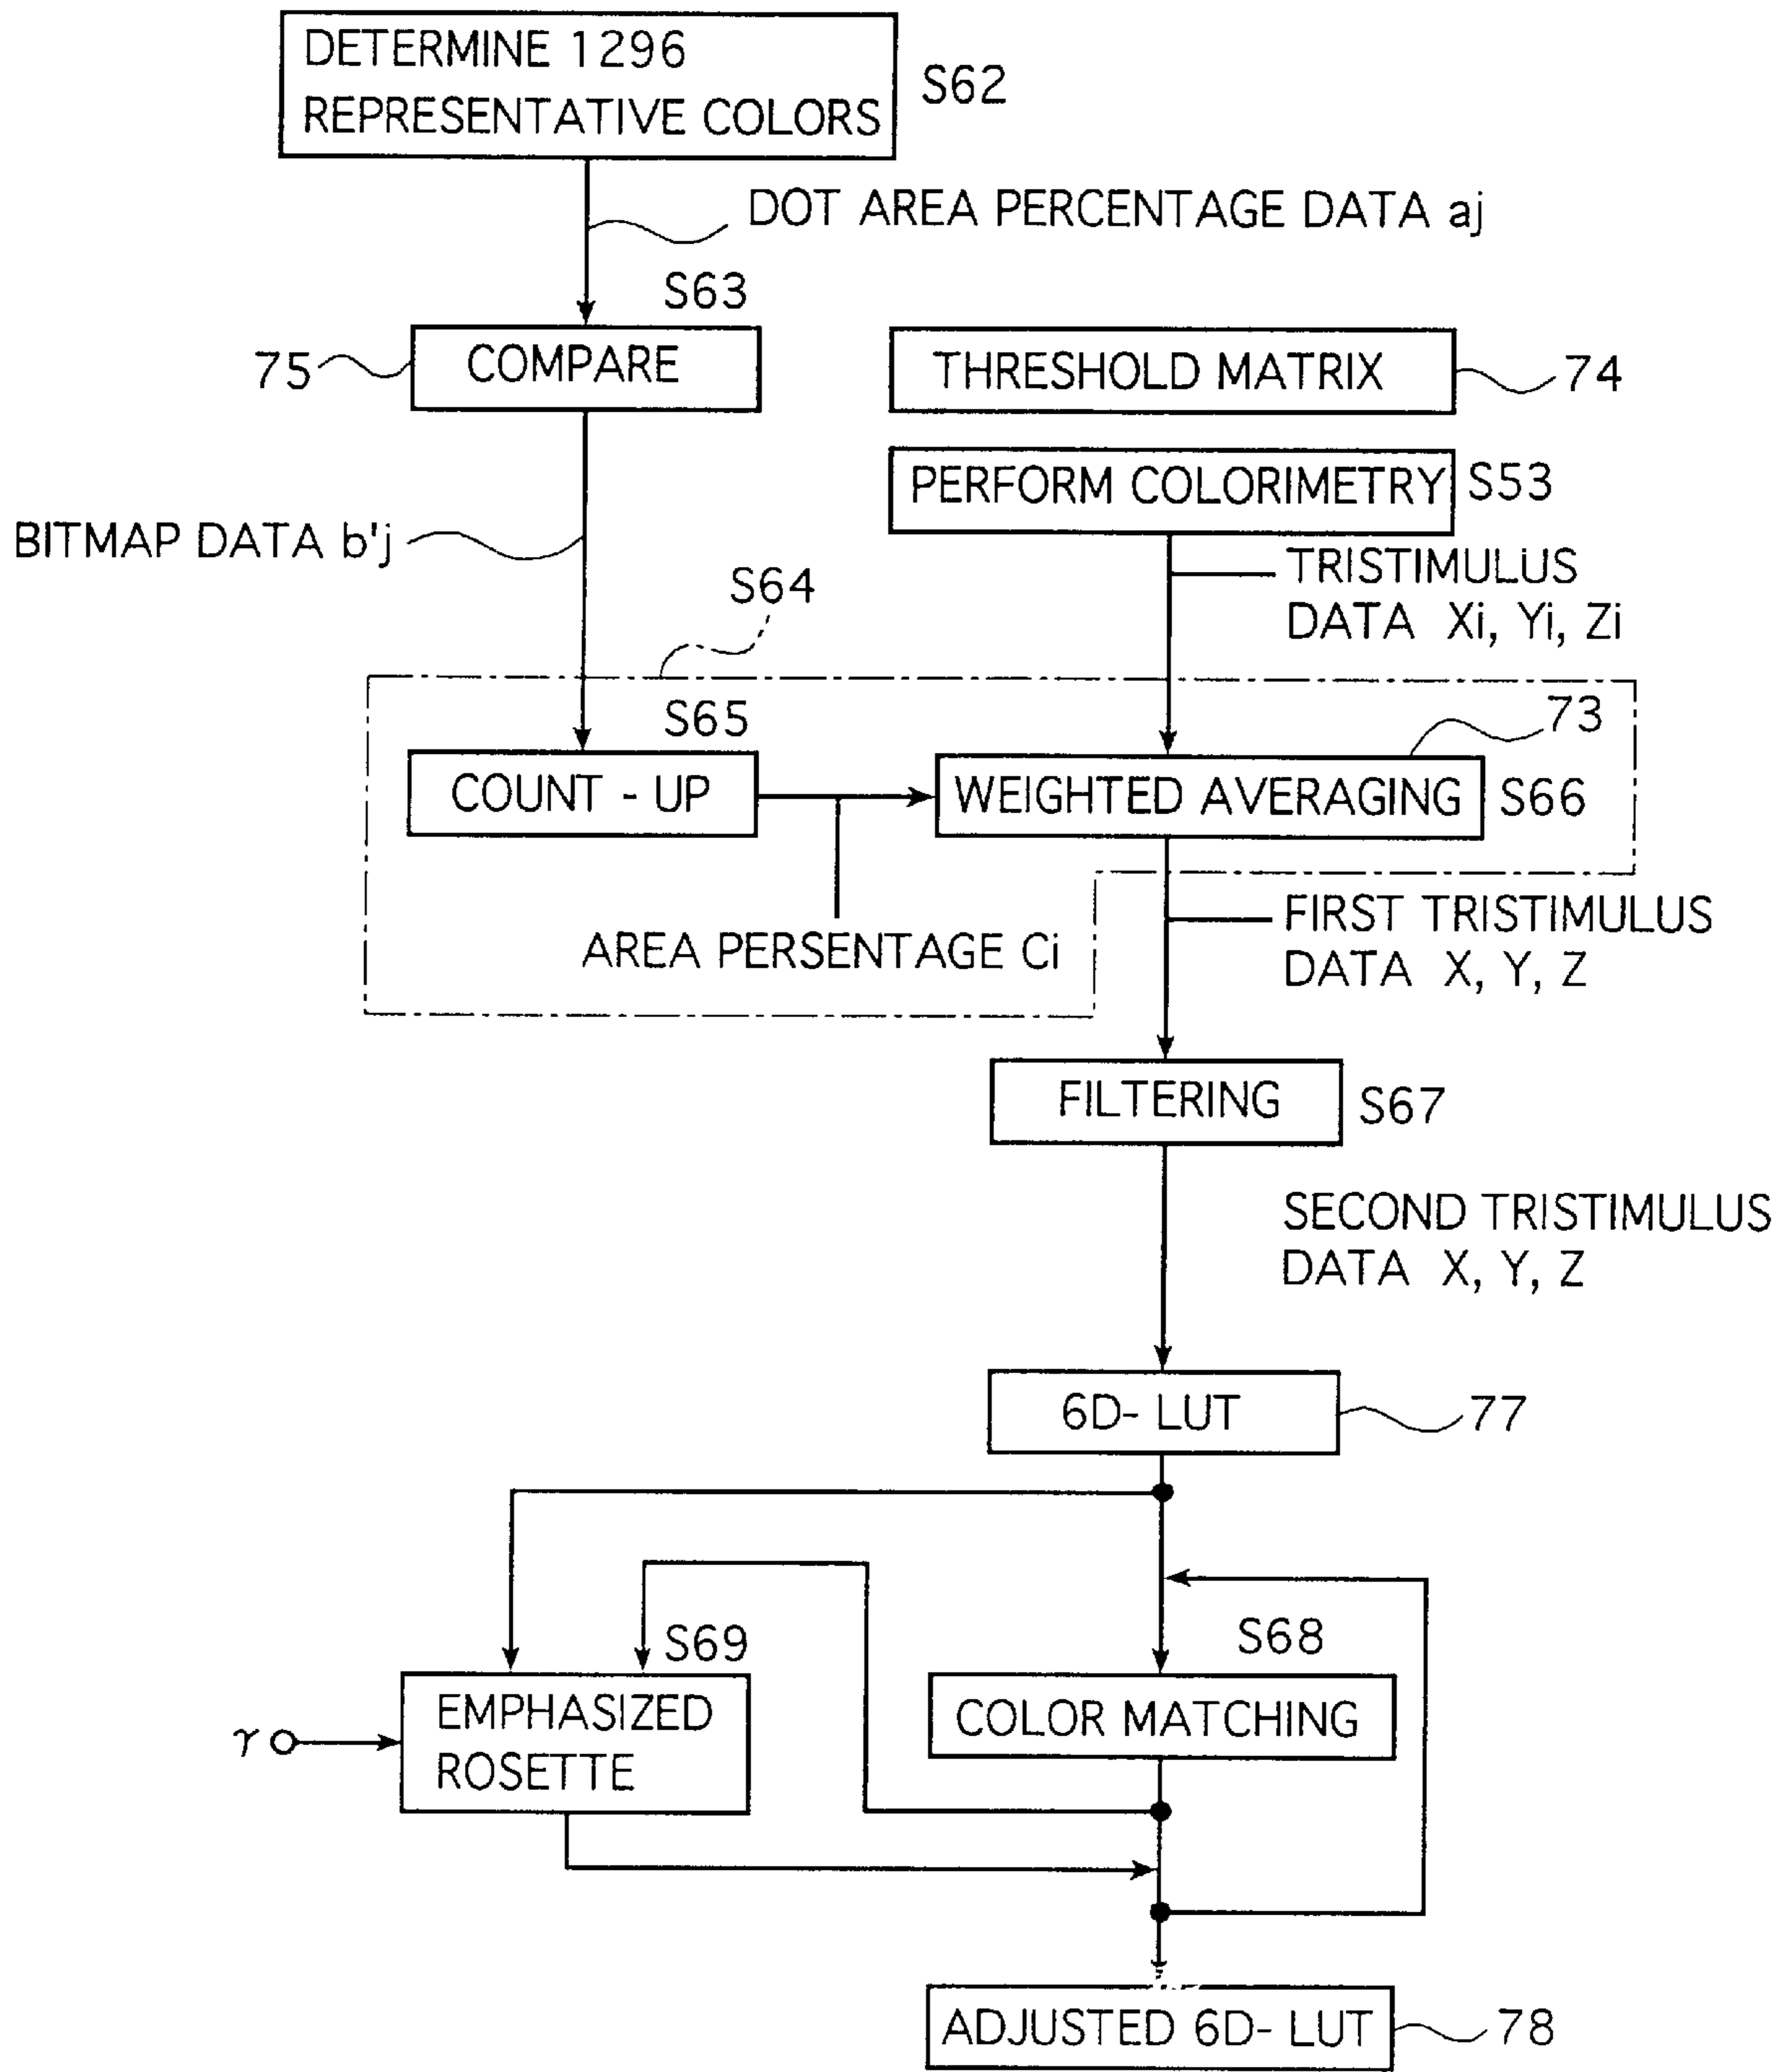 DETERMINE 1296
REPRESENTATIVE COLORS
S62
DOT AREA PERCENTAGE DATA aj
S63
75
COMPARE
THRESHOLD MATRIX
74
PERFORM COLORIMETRY
S53
BITMAP DATA b'j
TRISTIMULUS
DATA Xi, Yi, Zi
S64
S65
73
COUNT - UP
WEIGHTED AVERAGING
S66
AREA PERSENTAGE Ci
FIRST TRISTIMULUS
DATA X, Y, Z
FILTERING
S67
SECOND TRISTIMULUS
DATA X, Y, Z
6D- LUT
77
S69
S68
γ
EMPHASIZED
ROSETTE
COLOR MATCHING
ADJUSTED 6D- LUT
78